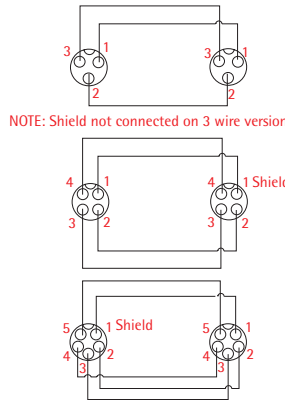 3 1 3 1
2 2
NOTE: Shield not connected on 3 wire version
4 1 4 1 Shield
3 2 3 2
5 1 Shield 5 1
4 3 2 4 3 2